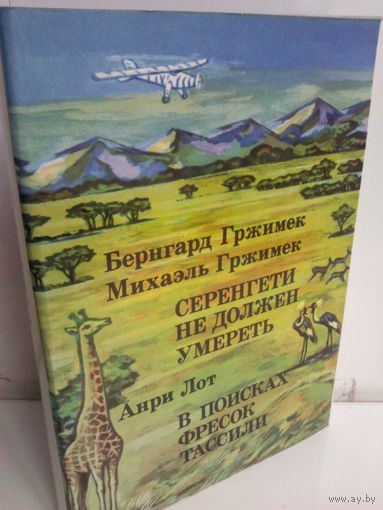 Бернгард Гржимек
Михаэль Гржимек
СЕРЕНГЕТИ
НЕ ДОЛЖЕН
УМЕРЕТЬ
Анри Лот
В ПОИСКАХ
ФРЕСОК
ТАССИЛИ
www.ay.by